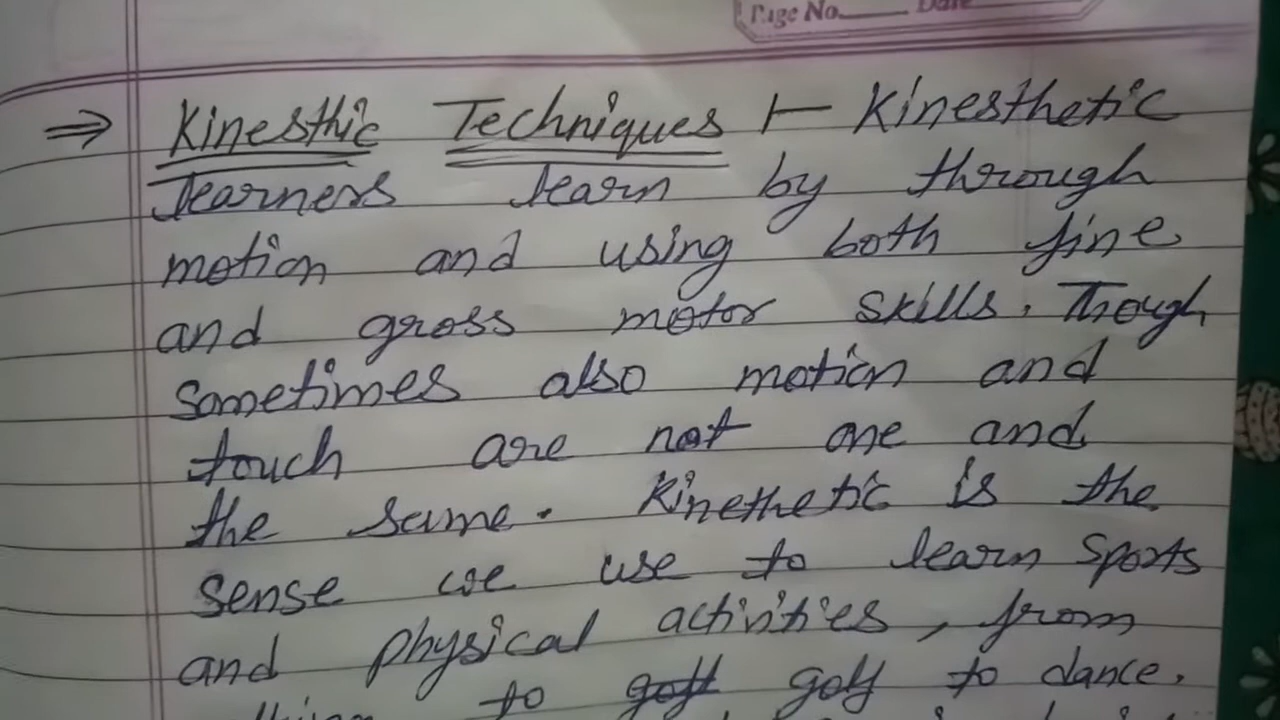 Page No. Date
⇒ Kinesthic Techniques :- Kinesthetic
learners learn by through
motion and using both fine
and gross motor skills. Though
sometimes also motion and
touch are not one and
the same. Kinethetic is the
sense we use to learn sports
and physical activities, from
to golf golf to dance.